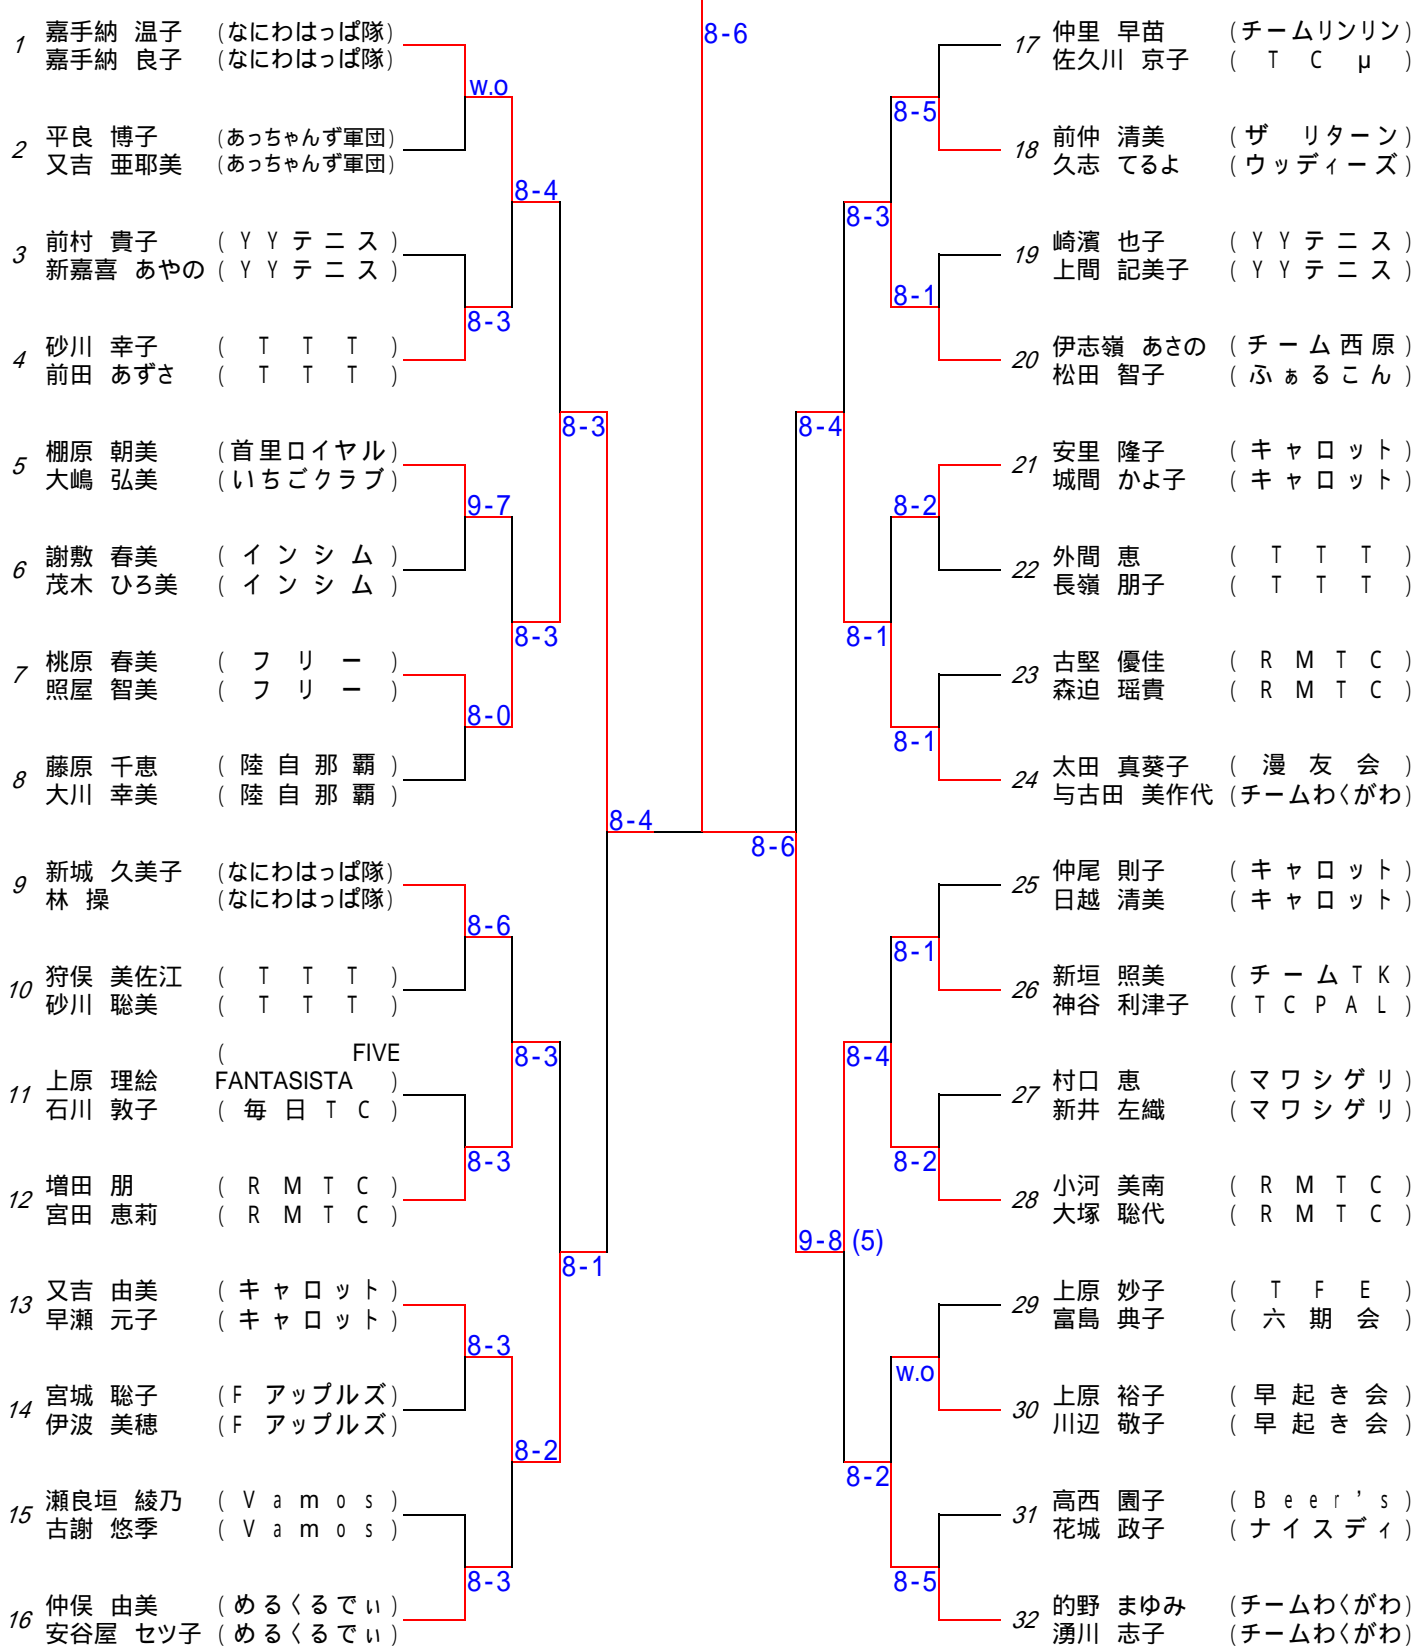 8-6
1 嘉手納 温子 (なにわはっぱ隊)
嘉手納 良子 (なにわはっぱ隊)
w.o
2 平良 博子 (あっちゃんず軍団)
又吉 亜耶美 (あっちゃんず軍団)
8-4
3 前村 貴子 (YYテニス)
新嘉喜 あやの (YYテニス)
8-3
4 砂川 幸子 (TTT)
前田 あずさ (TTT)
8-3
5 棚原 朝美 (首里ロイヤル)
大嶋 弘美 (いちごクラブ)
9-7
6 謝敷 春美 (インシム)
茂木 ひろ美 (インシム)
8-3
7 桃原 春美 (フリー)
照屋 智美 (フリー)
8-0
8 藤原 千恵 (陸自那覇)
大川 幸美 (陸自那覇)
8-4
9 新城 久美子 (なにわはっぱ隊)
林 操 (なにわはっぱ隊)
8-6
10 狩俣 美佐江 (TTT)
砂川 聡美 (TTT)
8-3
( FIVE
11 上原 理絵 FANTASISTA )
石川 敦子 (毎日TC)
8-3
12 増田 朋 (RMTC)
宮田 恵莉 (RMTC)
8-1
13 又吉 由美 (キャロット)
早瀬 元子 (キャロット)
8-3
14 宮城 聡子 (F アップルズ)
伊波 美穂 (F アップルズ)
8-2
15 瀬良垣 綾乃 (Vamos)
古謝 悠季 (Vamos)
8-3
16 仲俣 由美 (めるくるでぃ)
安谷屋 セツ子 (めるくるでぃ)
17 仲里 早苗 (チームリンリン)
佐久川 京子 (TCμ)
8-5
18 前仲 清美 (ザ リターン)
久志 てるよ (ウッディーズ)
8-3
19 崎濱 也子 (YYテニス)
上間 記美子 (YYテニス)
8-1
20 伊志嶺 あさの (チーム西原)
松田 智子 (ふぁるこん)
8-4
21 安里 隆子 (キャロット)
城間 かよ子 (キャロット)
8-2
22 外間 恵 (TTT)
長嶺 朋子 (TTT)
8-1
23 古堅 優佳 (RMTC)
森迫 瑶貴 (RMTC)
8-1
24 太田 真葵子 (漫友会)
与古田 美作代 (チームわくがわ)
8-6
25 仲尾 則子 (キャロット)
日越 清美 (キャロット)
8-1
26 新垣 照美 (チームTK)
神谷 利津子 (TCPAL)
8-4
27 村口 恵 (マワシゲリ)
新井 左織 (マワシゲリ)
8-2
28 小河 美南 (RMTC)
大塚 聡代 (RMTC)
9-8 (5)
29 上原 妙子 (TFE)
富島 典子 (六期会)
w.o
30 上原 裕子 (早起き会)
川辺 敬子 (早起き会)
8-2
31 高西 園子 (Beer's)
花城 政子 (ナイスディ)
8-5
32 的野 まゆみ (チームわくがわ)
湧川 志子 (チームわくがわ)